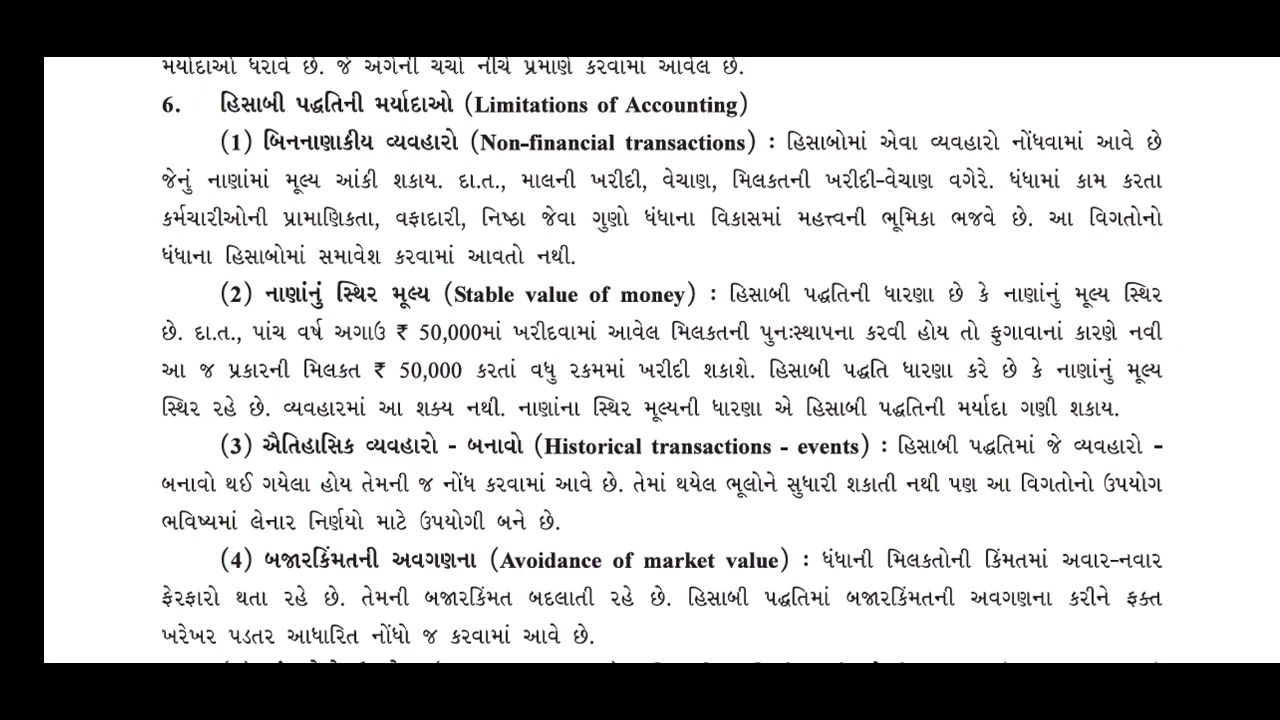 મર્યાદાઓ ધરાવે છે. જે અંગેની ચર્ચા નીચે પ્રમાણે કરવામાં આવેલ છે.
6. હિસાબી પદ્ધતિની મર્યાદાઓ (Limitations of Accounting)
(1) બિનનાણાકીય વ્યવહારો (Non-financial transactions) : હિસાબોમાં એવા વ્યવહારો નોંધવામાં આવે છે
જેનું નાણાંમાં મૂલ્ય આંકી શકાય. દા.ત., માલની ખરીદી, વેચાણ, મિલકતની ખરીદી-વેચાણ વગેરે. ધંધામાં કામ કરતા
કર્મચારીઓની પ્રામાણિકતા, વફાદારી, નિષ્ઠા જેવા ગુણો ધંધાના વિકાસમાં મહત્ત્વની ભૂમિકા ભજવે છે. આ વિગતોનો
ધંધાના હિસાબોમાં સમાવેશ કરવામાં આવતો નથી.
(2) નાણાંનું સ્થિર મૂલ્ય (Stable value of money) : હિસાબી પદ્ધતિની ધારણા છે કે નાણાંનું મૂલ્ય સ્થિર
છે. દા.ત., પાંચ વર્ષ અગાઉ ₹ 50,000માં ખરીદવામાં આવેલ મિલકતની પુનઃસ્થાપના કરવી હોય તો ફુગાવાનાં કારણે નવી
આ જ પ્રકારની મિલકત ₹ 50,000 કરતાં વધુ રકમમાં ખરીદી શકાશે. હિસાબી પદ્ધતિ ધારણા કરે છે કે નાણાંનું મૂલ્ય
સ્થિર રહે છે. વ્યવહારમાં આ શક્ય નથી. નાણાંના સ્થિર મૂલ્યની ધારણા એ હિસાબી પદ્ધતિની મર્યાદા ગણી શકાય.
(3) ઐતિહાસિક વ્યવહારો - બનાવો (Historical transactions - events) : હિસાબી પદ્ધતિમાં જે વ્યવહારો -
બનાવો થઈ ગયેલા હોય તેમની જ નોંધ કરવામાં આવે છે. તેમાં થયેલ ભૂલોને સુધારી શકાતી નથી પણ આ વિગતોનો ઉપયોગ
ભવિષ્યમાં લેનાર નિર્ણયો માટે ઉપયોગી બને છે.
(4) બજારકિંમતની અવગણના (Avoidance of market value) : ધંધાની મિલકતોની કિંમતમાં અવાર-નવાર
ફેરફારો થતા રહે છે. તેમની બજારકિંમત બદલાતી રહે છે. હિસાબી પદ્ધતિમાં બજારકિંમતની અવગણના કરીને ફક્ત
ખરેખર પડતર આધારિત નોંધો જ કરવામાં આવે છે.